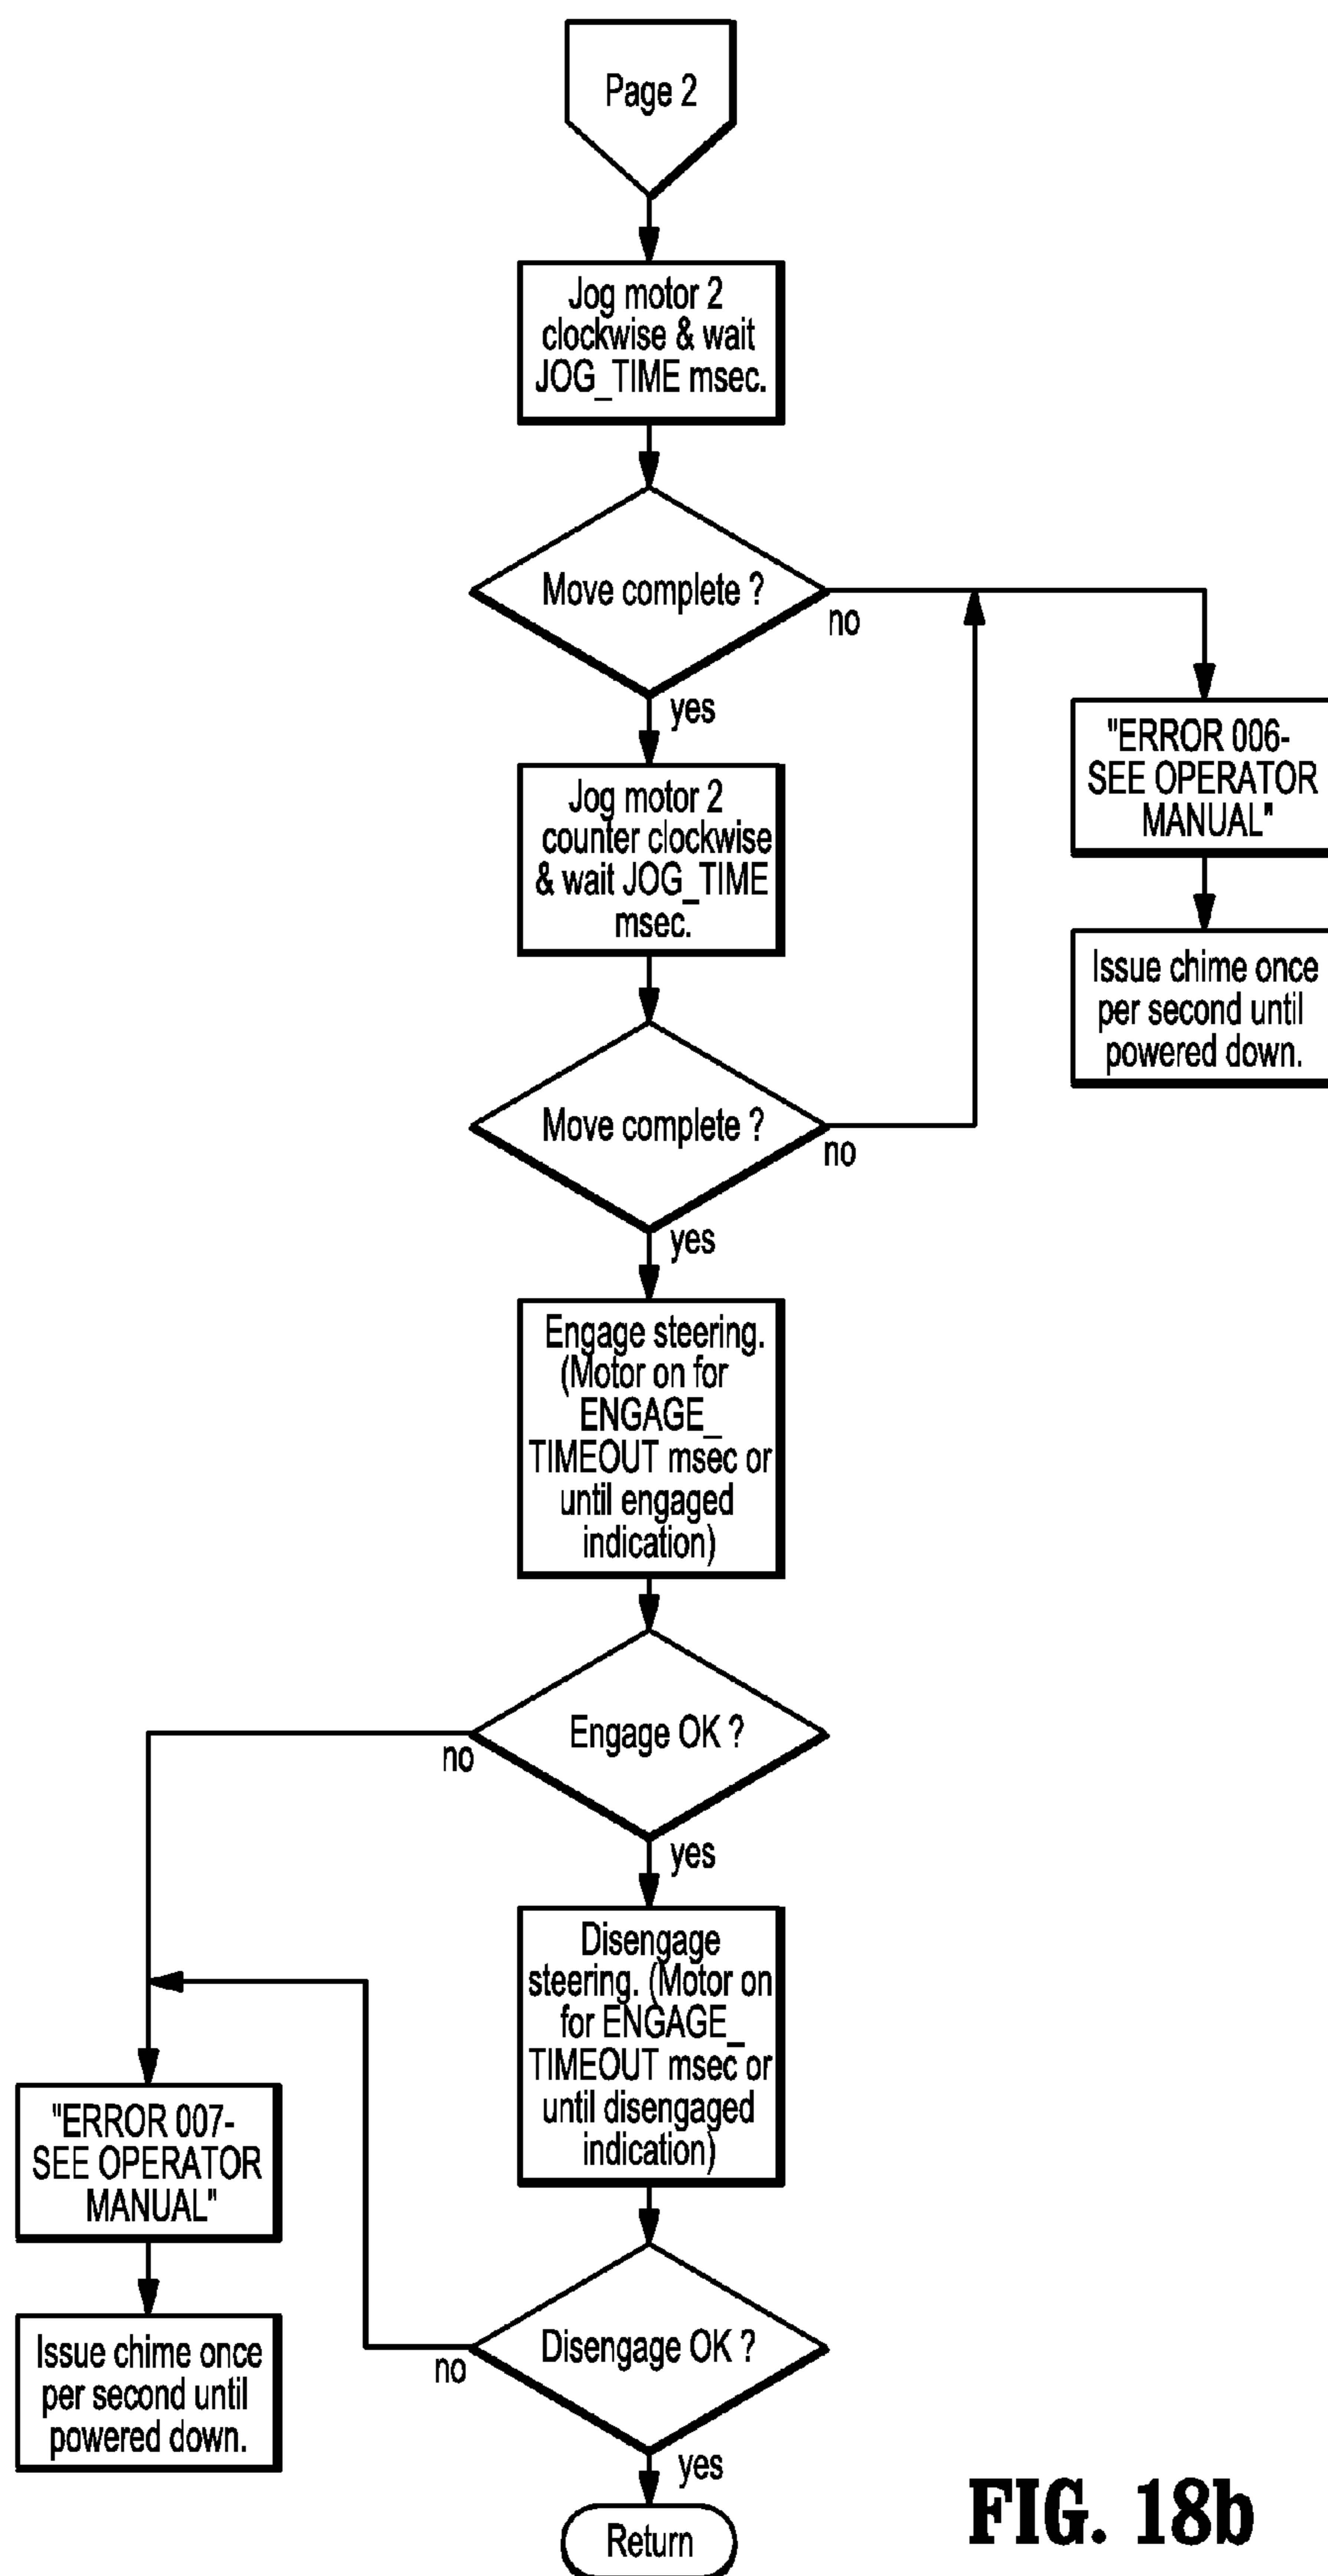 Page 2
Jog motor 2
clockwise & wait
JOG_TIME msec.
Move complete ?
no
yes
"ERROR 006-
SEE OPERATOR
MANUAL"
Jog motor 2
counter clockwise
& wait JOG_TIME
msec.
Issue chime once
per second until
powered down.
Move complete ?
no
yes
Engage steering.
(Motor on for
ENGAGE_
TIMEOUT msec or
until engaged
indication)
Engage OK ?
no
yes
Disengage
steering. (Motor on
for ENGAGE_
TIMEOUT msec or
until disengaged
indication)
"ERROR 007-
SEE OPERATOR
MANUAL"
Issue chime once
per second until
powered down.
Disengage OK ?
no
yes
Return
FIG. 18b